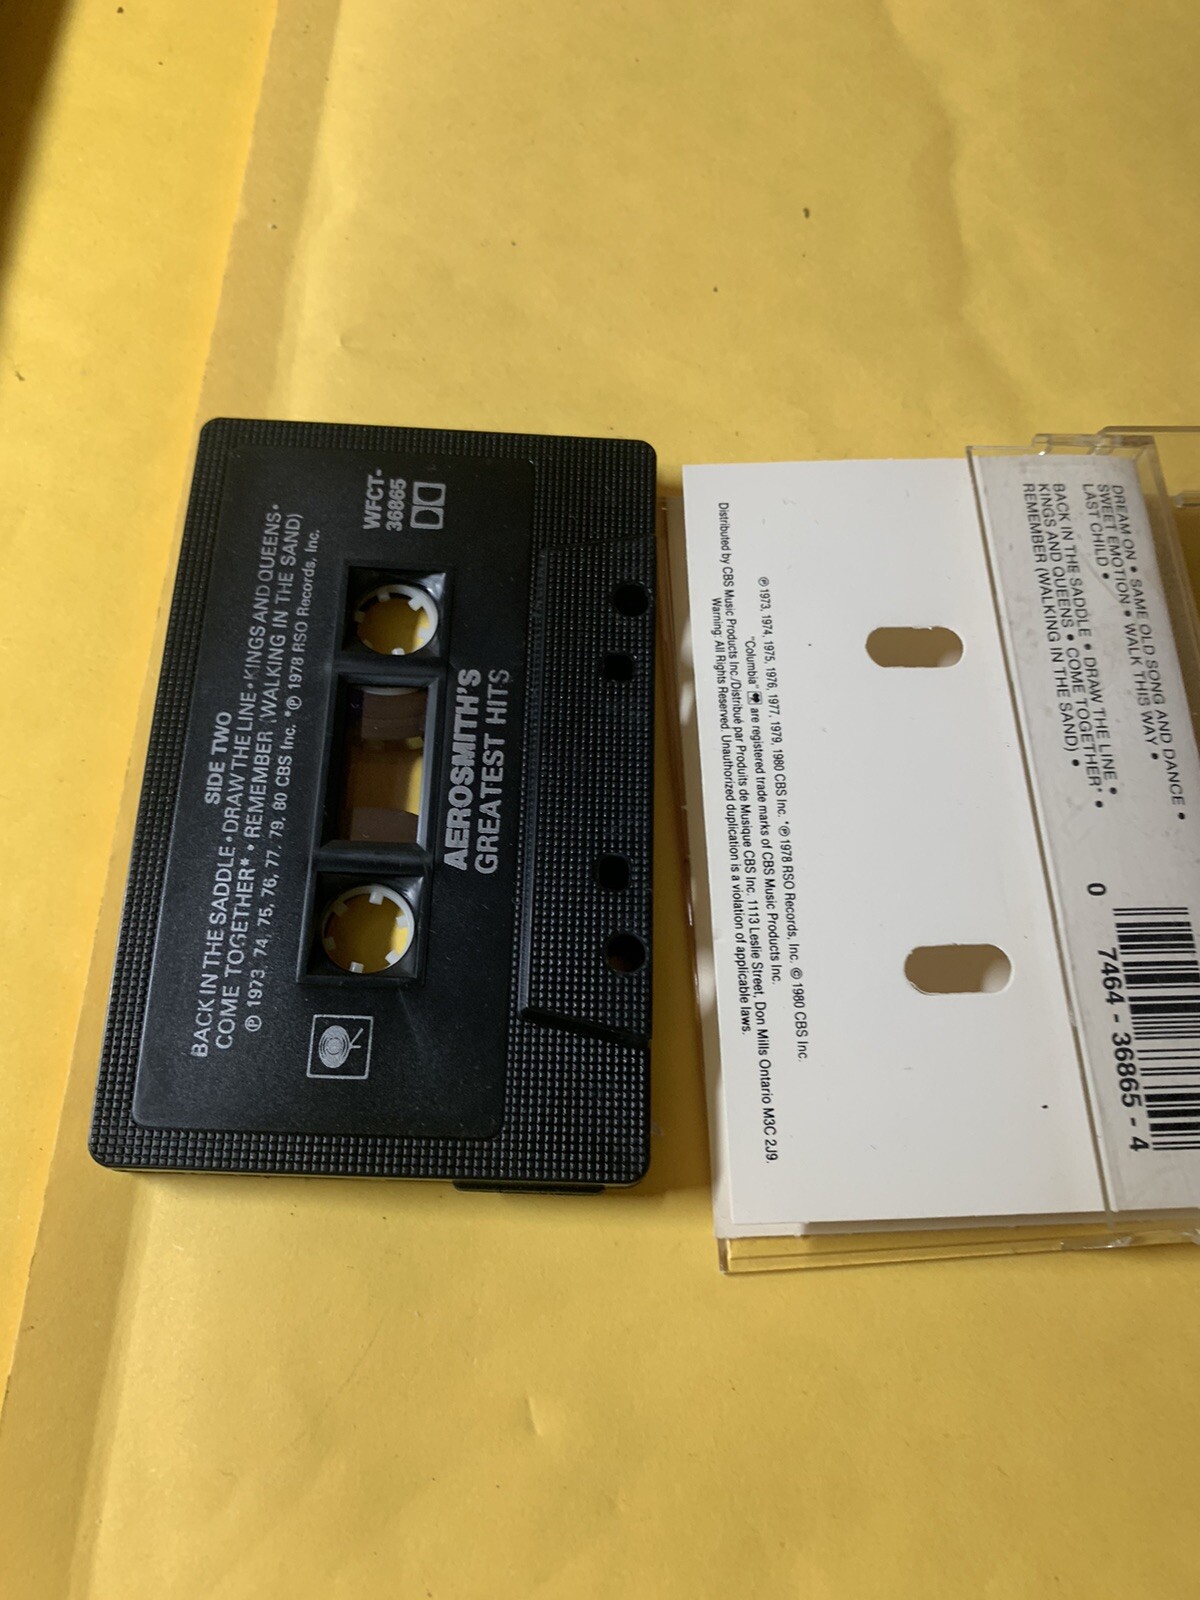 AEROSMITH'S
GREATEST HITS
WFCT-
36865
SIDE TWO
BACK IN THE SADDLE • DRAW THE LINE • KINGS AND QUEENS •
COME TOGETHER* • REMEMBER (WALKING IN THE SAND)
℗ 1973, 74, 75, 76, 77, 79, 80 CBS Inc. *℗ 1978 RSO Records, Inc.
DREAM ON • SAME OLD SONG AND DANCE •
SWEET EMOTION • WALK THIS WAY •
LAST CHILD •
BACK IN THE SADDLE • DRAW THE LINE •
KINGS AND QUEENS • COME TOGETHER* •
REMEMBER (WALKING IN THE SAND) •
0 7464 - 36865 - 4
℗ 1973, 1974, 1975, 1976, 1977, 1979, 1980 CBS Inc. *℗ 1978 RSO Records, Inc. © 1980 CBS Inc.
"Columbia" are registered trade marks of CBS Music Products Inc.
Distributed by CBS Music Products Inc./Distribué par Produits de Musique CBS Inc. 1113 Leslie Street, Don Mills Ontario M3C 2J9.
Warning: All Rights Reserved. Unauthorized duplication is a violation of applicable laws.